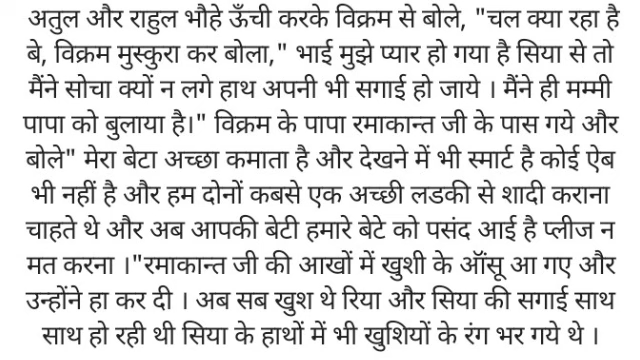 अतुल और राहुल भौहे ऊँची करके विक्रम से बोले, "चल क्या रहा है
बे, विक्रम मुस्कुरा कर बोला," भाई मुझे प्यार हो गया है सिया से तो
मैंने सोचा क्यों न लगे हाथ अपनी भी सगाई हो जाये । मैंने ही मम्मी
पापा को बुलाया है।" विक्रम के पापा रमाकान्त जी के पास गये और
बोले" मेरा बेटा अच्छा कमाता है और देखने में भी स्मार्ट है कोई ऐब
भी नहीं है और हम दोनों कबसे एक अच्छी लडकी से शादी कराना
चाहते थे और अब आपकी बेटी हमारे बेटे को पसंद आई है प्लीज न
मत करना ।"रमाकान्त जी की आखों में खुशी के ऑंसू आ गए और
उन्होंने हा कर दी । अब सब खुश थे रिया और सिया की सगाई साथ
साथ हो रही थी सिया के हाथों में भी खुशियों के रंग भर गये थे ।